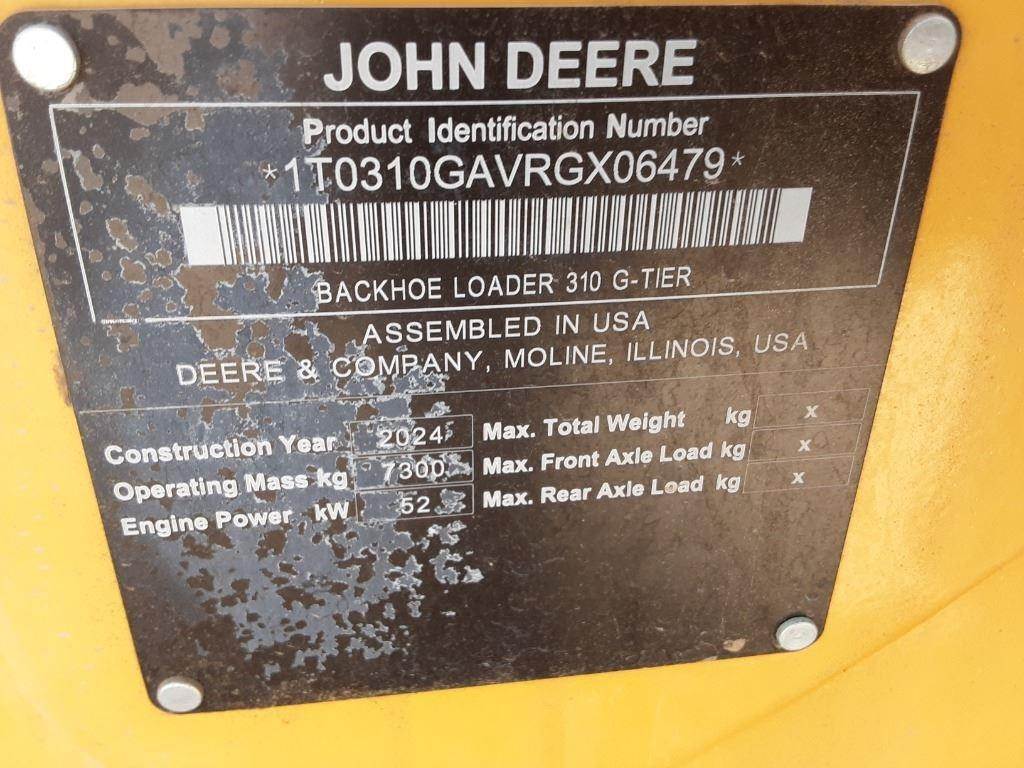 JOHN DEERE
Product Identification Number
*1T0310GAVRGX06479*
BACKHOE LOADER 310 G-TIER
ASSEMBLED IN USA
DEERE & COMPANY, MOLINE, ILLINOIS, USA
Construction Year 2024 Max. Total Weight kg x
Operating Mass kg 7300 Max. Front Axle Load kg x
Engine Power kW 52 Max. Rear Axle Load kg x